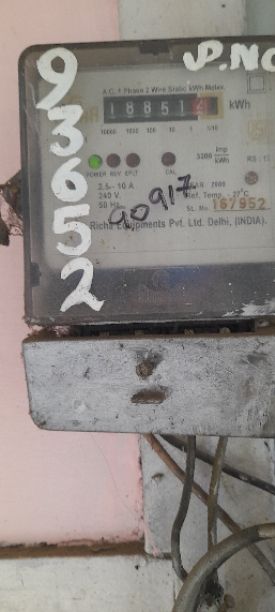 93652
P.NO
A.C. 1 Phase 2 Wire Static kWh Meter.
18851 kWh
10000 1000 100 10 1 1/10
3200 imp/kWh
POWER REV. EPLT CAL
RS :
2.5 - 10 A
240 V.
50 Hz
90917
YEAR 2009
Ref. Temp. - 27°C
SL. No. 167952
Richa Equipments Pvt. Ltd. Delhi, (INDIA).